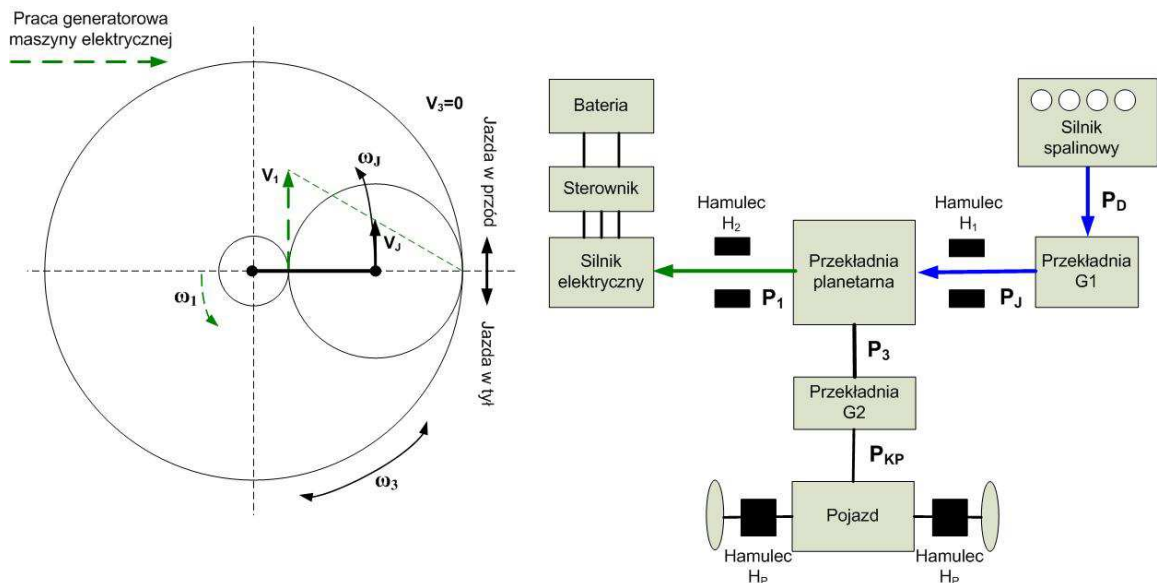 Praca generatorowa
maszyny elektrycznej
V₃=0
Jazda w przód
ω_J
V₁
V_J
ω₁
Jazda w tył
ω₃
Bateria
Sterownik
Silnik
elektryczny
Hamulec
H₂
P₁
Przekładnia
planetarna
Hamulec
H₁
P_J
Silnik
spalinowy
P_D
Przekładnia
G1
P₃
Przekładnia
G2
P_KP
Pojazd
Hamulec
H_P
Hamulec
H_P